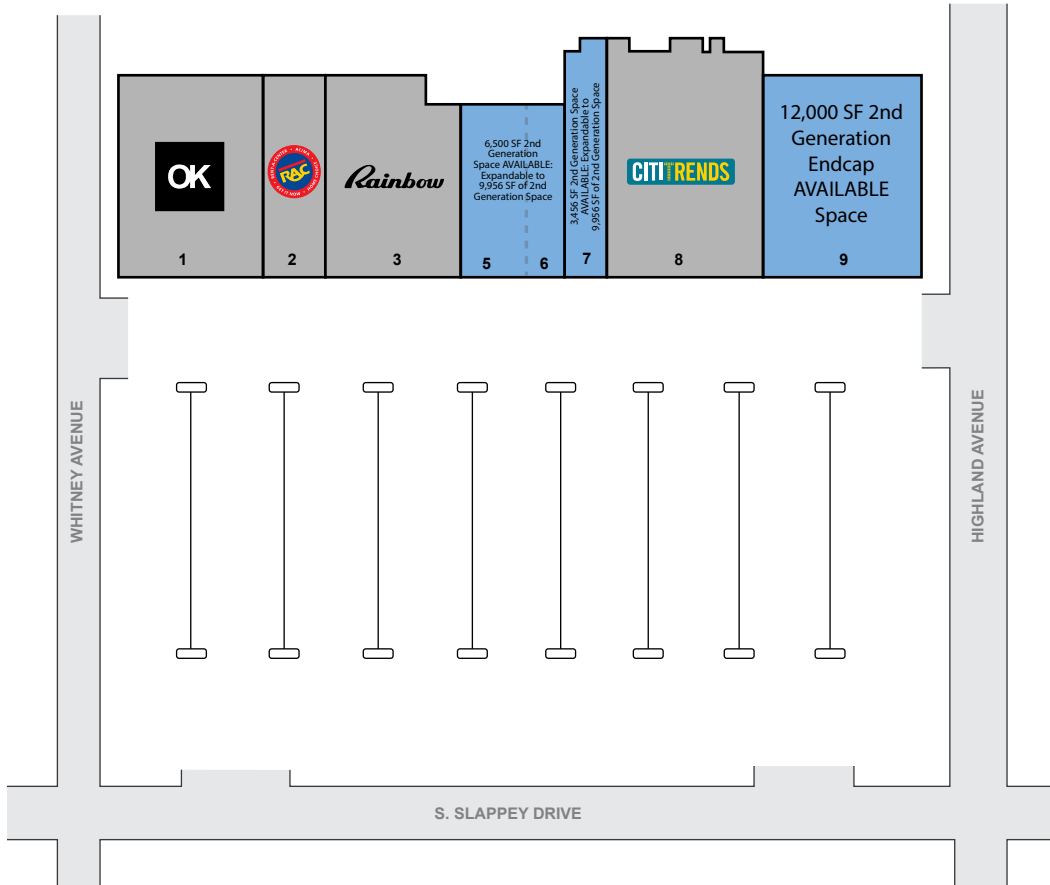 OK
RENT-A-CENTER • ACIMA
RAC
Rainbow
6,500 SF 2nd
Generation
Space AVAILABLE:
Expandable to
9,956 SF of 2nd
Generation Space
3,456 SF 2nd Generation Space
AVAILABLE: Expandable to
9,956 SF of 2nd Generation Space
CITI TRENDS
12,000 SF 2nd
Generation
Endcap
AVAILABLE
Space
1
2
3
5
6
7
8
9
WHITNEY AVENUE
HIGHLAND AVENUE
S. SLAPPEY DRIVE